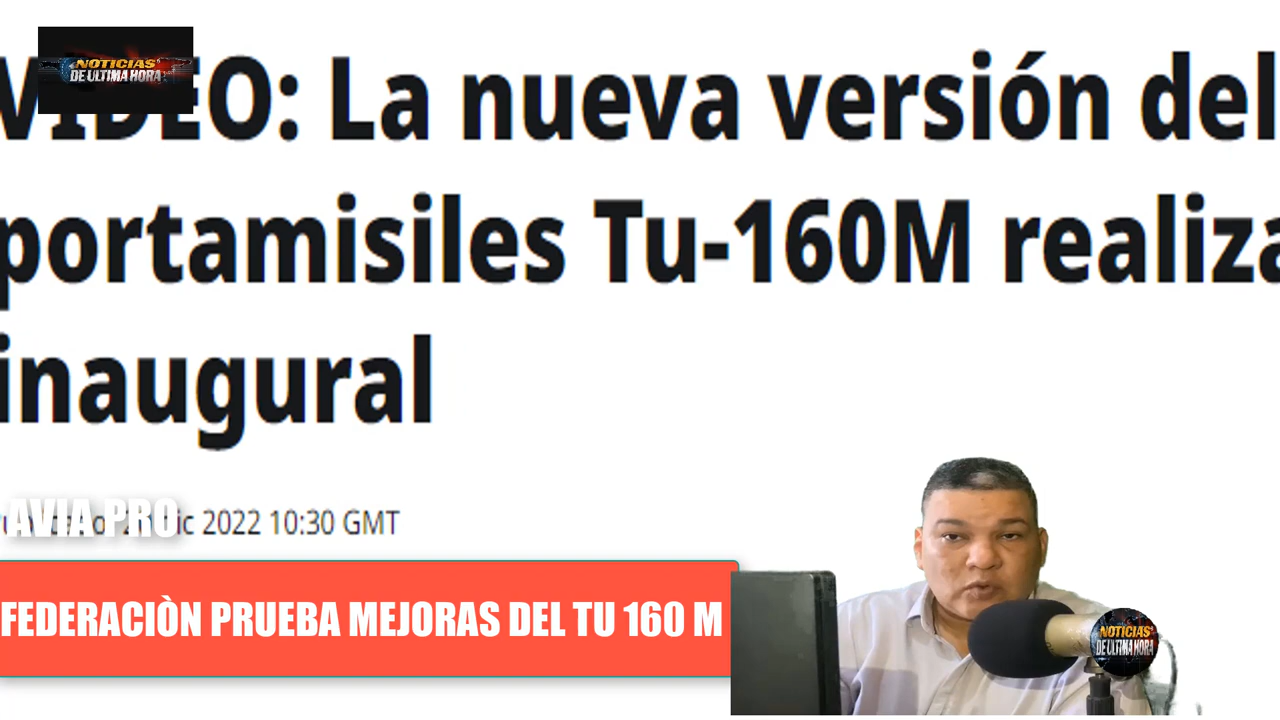 NOTICIAS
DE ULTIMA HORA
VIDEO: La nueva versión del
portamisiles Tu-160M realiza
inaugural
AVIA PRO
dic 2022 10:30 GMT
FEDERACIÒN PRUEBA MEJORAS DEL TU 160 M
NOTICIAS
DE ULTIMA HORA